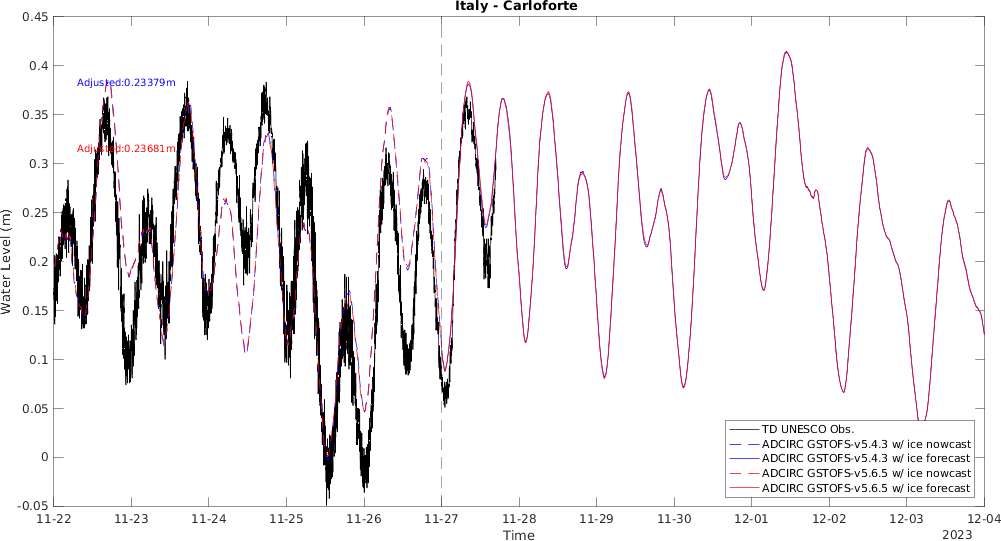 Italy - Carloforte
0.45
0.4
0.35
0.3
0.25
0.2
0.15
0.1
0.05
0
-0.05
Water Level (m)
Adjusted:0.23379m
Adjusted:0.23681m
TD UNESCO Obs.
ADCIRC GSTOFS-v5.4.3 w/ ice nowcast
ADCIRC GSTOFS-v5.4.3 w/ ice forecast
ADCIRC GSTOFS-v5.6.5 w/ ice nowcast
ADCIRC GSTOFS-v5.6.5 w/ ice forecast
11-22 11-23 11-24 11-25 11-26 11-27 11-28 11-29 11-30 12-01 12-02 12-03 12-04
Time
2023